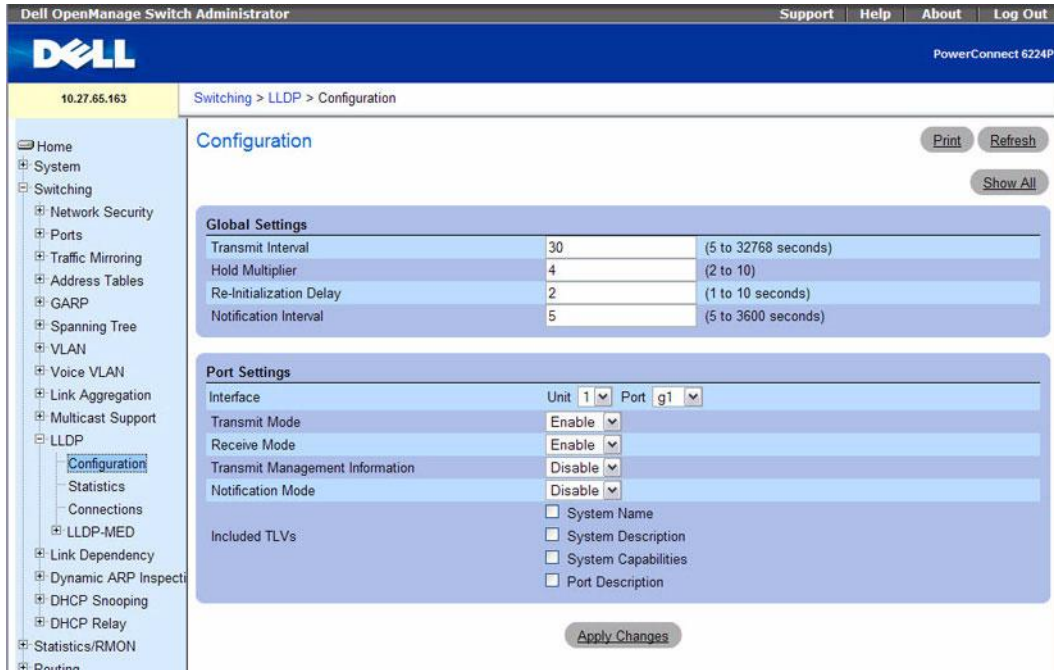 Dell OpenManage Switch Administrator
Support Help About Log Out
DELL
PowerConnect 6224P
10.27.65.163
Switching > LLDP > Configuration
Home
System
Switching
Network Security
Ports
Traffic Mirroring
Address Tables
GARP
Spanning Tree
VLAN
Voice VLAN
Link Aggregation
Multicast Support
LLDP
Configuration
Statistics
Connections
LLDP-MED
Link Dependency
Dynamic ARP Inspecti
DHCP Snooping
DHCP Relay
Statistics/RMON
Routing
Configuration
Print Refresh
Show All
Global Settings
Transmit Interval 30 (5 to 32768 seconds)
Hold Multiplier 4 (2 to 10)
Re-Initialization Delay 2 (1 to 10 seconds)
Notification Interval 5 (5 to 3600 seconds)
Port Settings
Interface Unit 1 Port g1
Transmit Mode Enable
Receive Mode Enable
Transmit Management Information Disable
Notification Mode Disable
Included TLVs
System Name
System Description
System Capabilities
Port Description
Apply Changes